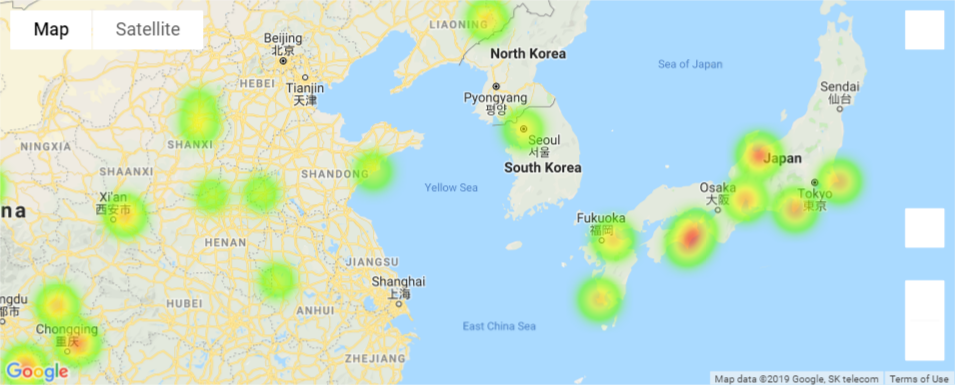 Map
Satellite
LIAONING
Beijing
北京
North Korea
Sea of Japan
HEBEI
Tianjin
天津
Pyongyang
평양
Sendai
仙台
NINGXIA
SHANXI
Seoul
서울
South Korea
Japan
SHAANXI
SHANDONG
Yellow Sea
Osaka
大阪
Tokyo
東京
Xi'an
西安市
na
Fukuoka
福岡
HENAN
JIANGSU
Shanghai
上海
ngdu
都市
HUBEI
ANHUI
Chongqing
重庆
East China Sea
ZHEJIANG
Google
Map data ©2019 Google, SK telecom
Terms of Use